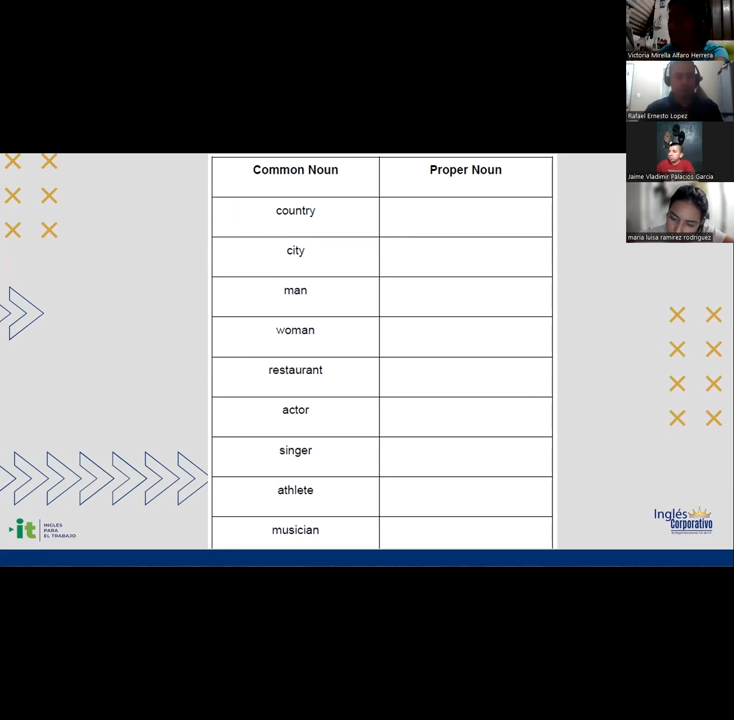 Victoria Mirella Alfaro Herrera
Rafael Ernesto Lopez
Jaime Vladimir Palacios Garcia
maria luisa ramirez rodriguez
Common Noun Proper Noun
country
city
man
woman
restaurant
actor
singer
athlete
musician
it
INGLÉS
PARA
EL TRABAJO
Inglés
Corporativo